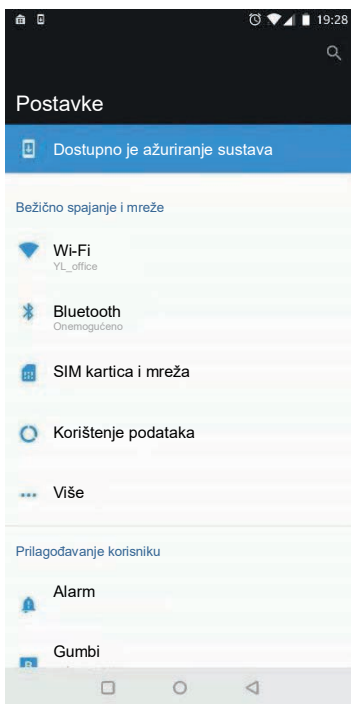 19:28
Postavke
Dostupno je ažuriranje sustava
Bežično spajanje i mreže
Wi-Fi
YL_office
Bluetooth
Onemogućeno
SIM kartica i mreža
Korištenje podataka
Više
Prilagođavanje korisniku
Alarm
Gumbi